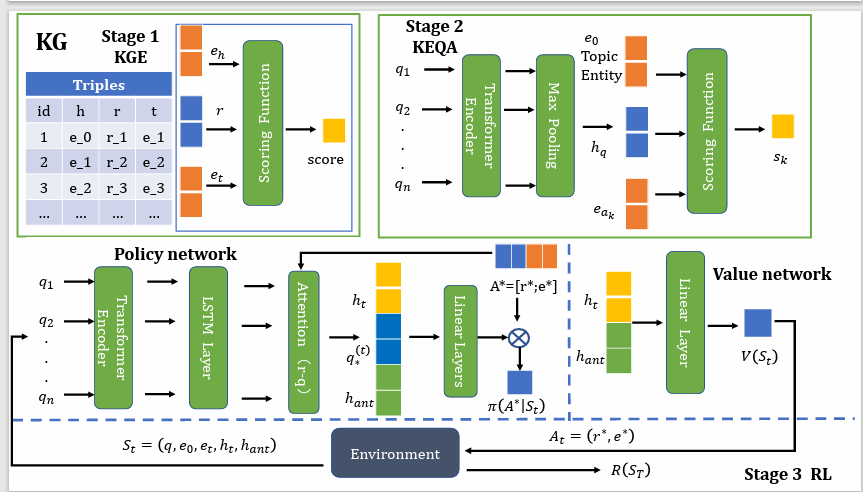 KG
Stage 1
KGE
Triples
id h r t
1 e_0 r_1 e_1
2 e_1 r_2 e_2
3 e_2 r_3 e_3
... ... ... ...
e_h
r
e_t
Scoring Function
score
Stage 2
KEQA
q_1
q_2
.
.
.
q_n
Transformer
Encoder
Max Pooling
h_q
e_0
Topic
Entity
e_{a_k}
Scoring Function
s_k
Policy network
q_1
q_2
.
.
.
q_n
Transformer
Encoder
LSTM Layer
Attention (r-q)
h_t
q_*^{(t)}
h_{ant}
Linear Layers
A*=[r*;e*]
π(A*|S_t)
Value network
h_t
h_{ant}
Linear
Layer
V(S_t)
S_t = (q, e_0, e_t, h_t, h_{ant})
Environment
A_t = (r*, e*)
R(S_T)
Stage 3 RL